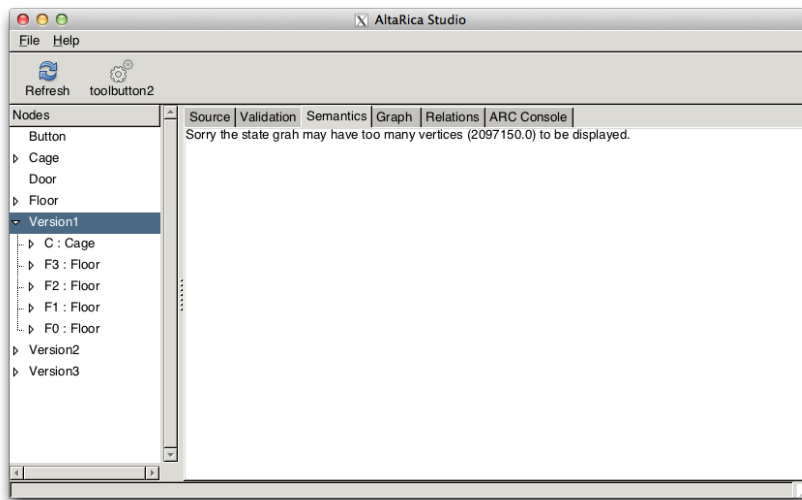 AltaRica Studio
File Help
Refresh toolbutton2
Nodes
Button
Cage
Door
Floor
Version1
C : Cage
F3 : Floor
F2 : Floor
F1 : Floor
F0 : Floor
Version2
Version3
Source Validation Semantics Graph Relations ARC Console
Sorry the state grah may have too many vertices (2097150.0) to be displayed.